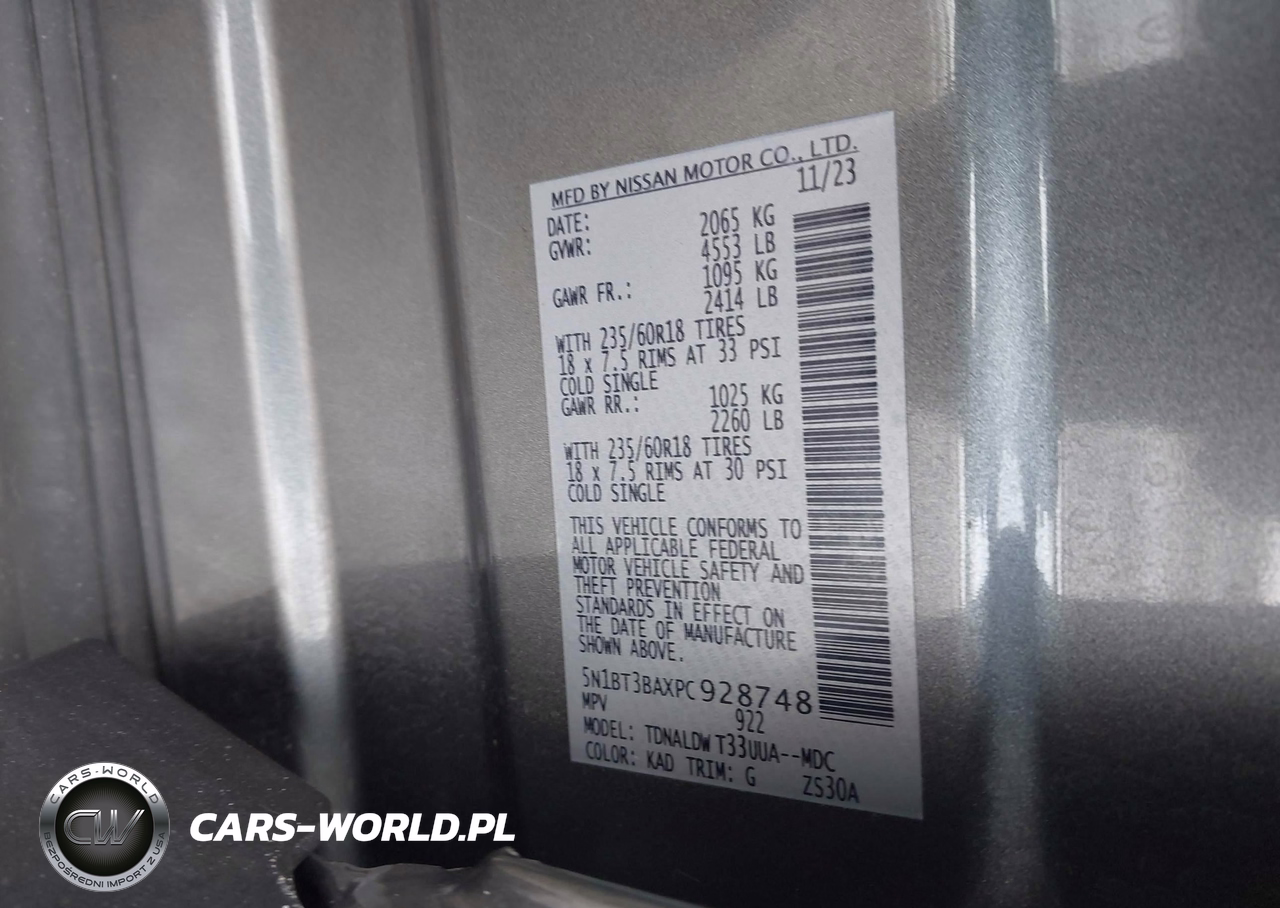 MFD BY NISSAN MOTOR CO., LTD.
DATE: 11/23
GVWR: 2065 KG
4553 LB
GAWR FR.: 1095 KG
2414 LB
WITH 235/60R18 TIRES
18 x 7.5 RIMS AT 33 PSI
COLD SINGLE
GAWR RR.: 1025 KG
2260 LB
WITH 235/60R18 TIRES
18 x 7.5 RIMS AT 30 PSI
COLD SINGLE
THIS VEHICLE CONFORMS TO
ALL APPLICABLE FEDERAL
MOTOR VEHICLE SAFETY AND
THEFT PREVENTION
STANDARDS IN EFFECT ON
THE DATE OF MANUFACTURE
SHOWN ABOVE.
5N1BT3BAXPC928748
MPV 922
MODEL: TDNALDW T33UUA--MDC
COLOR: KAD TRIM: G ZS30A
CARS-WORLD
CW
BEZPOŚREDNI IMPORT Z USA
CARS-WORLD.PL